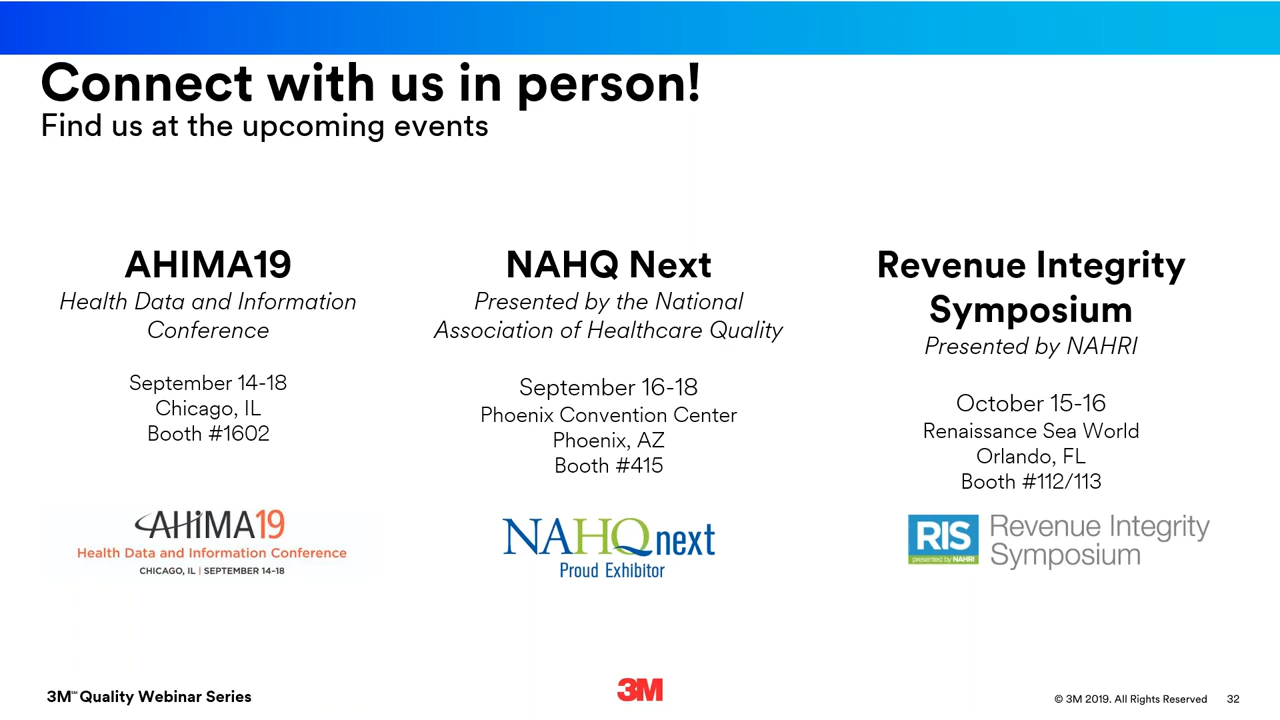 Connect with us in person!
Find us at the upcoming events
AHIMA19
Health Data and Information
Conference
September 14-18
Chicago, IL
Booth #1602
AHiMA19
Health Data and Information Conference
CHICAGO, IL | SEPTEMBER 14-18
NAHQ Next
Presented by the National
Association of Healthcare Quality
September 16-18
Phoenix Convention Center
Phoenix, AZ
Booth #415
NAHQ next
Proud Exhibitor
Revenue Integrity
Symposium
Presented by NAHRI
October 15-16
Renaissance Sea World
Orlando, FL
Booth #112/113
RIS
presented by NAHRI
Revenue Integrity
Symposium
3M℠ Quality Webinar Series
3M
© 3M 2019. All Rights Reserved 32